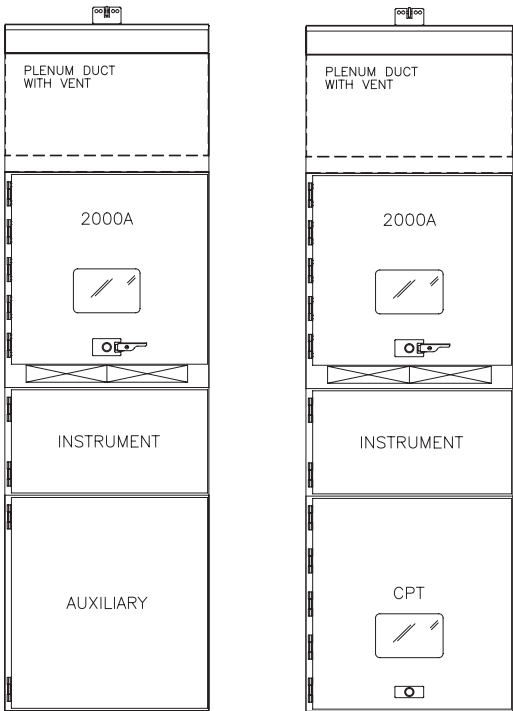 PLENUM DUCT
WITH VENT
2000A
INSTRUMENT
AUXILIARY
PLENUM DUCT
WITH VENT
2000A
INSTRUMENT
CPT